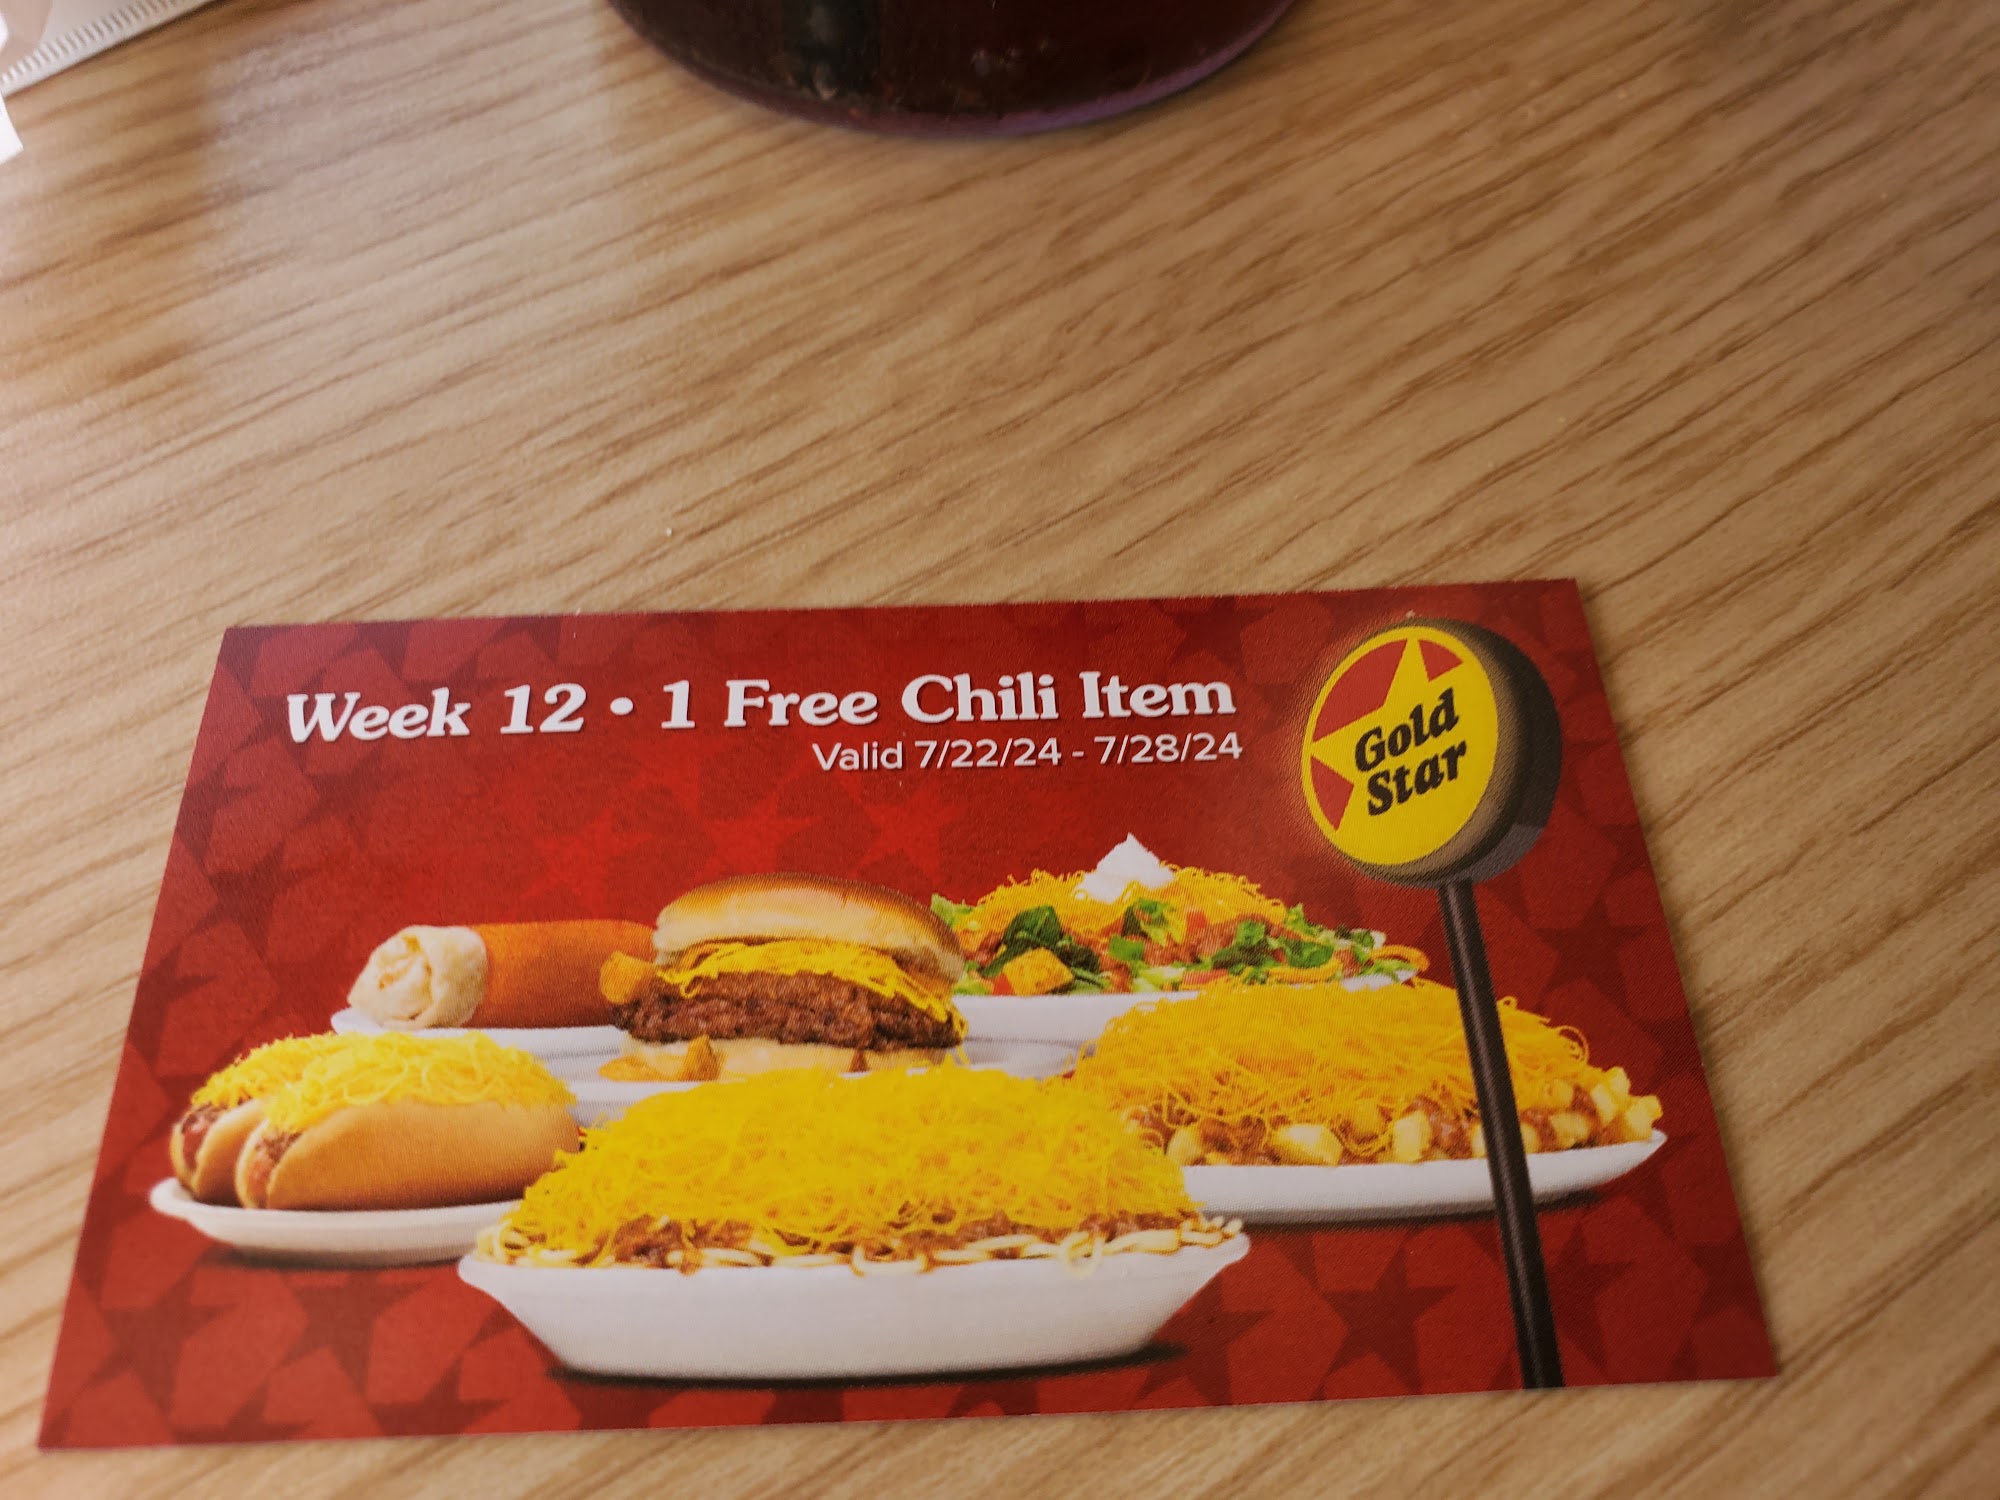 Week 12 • 1 Free Chili Item
Valid 7/22/24 - 7/28/24
Gold
Star